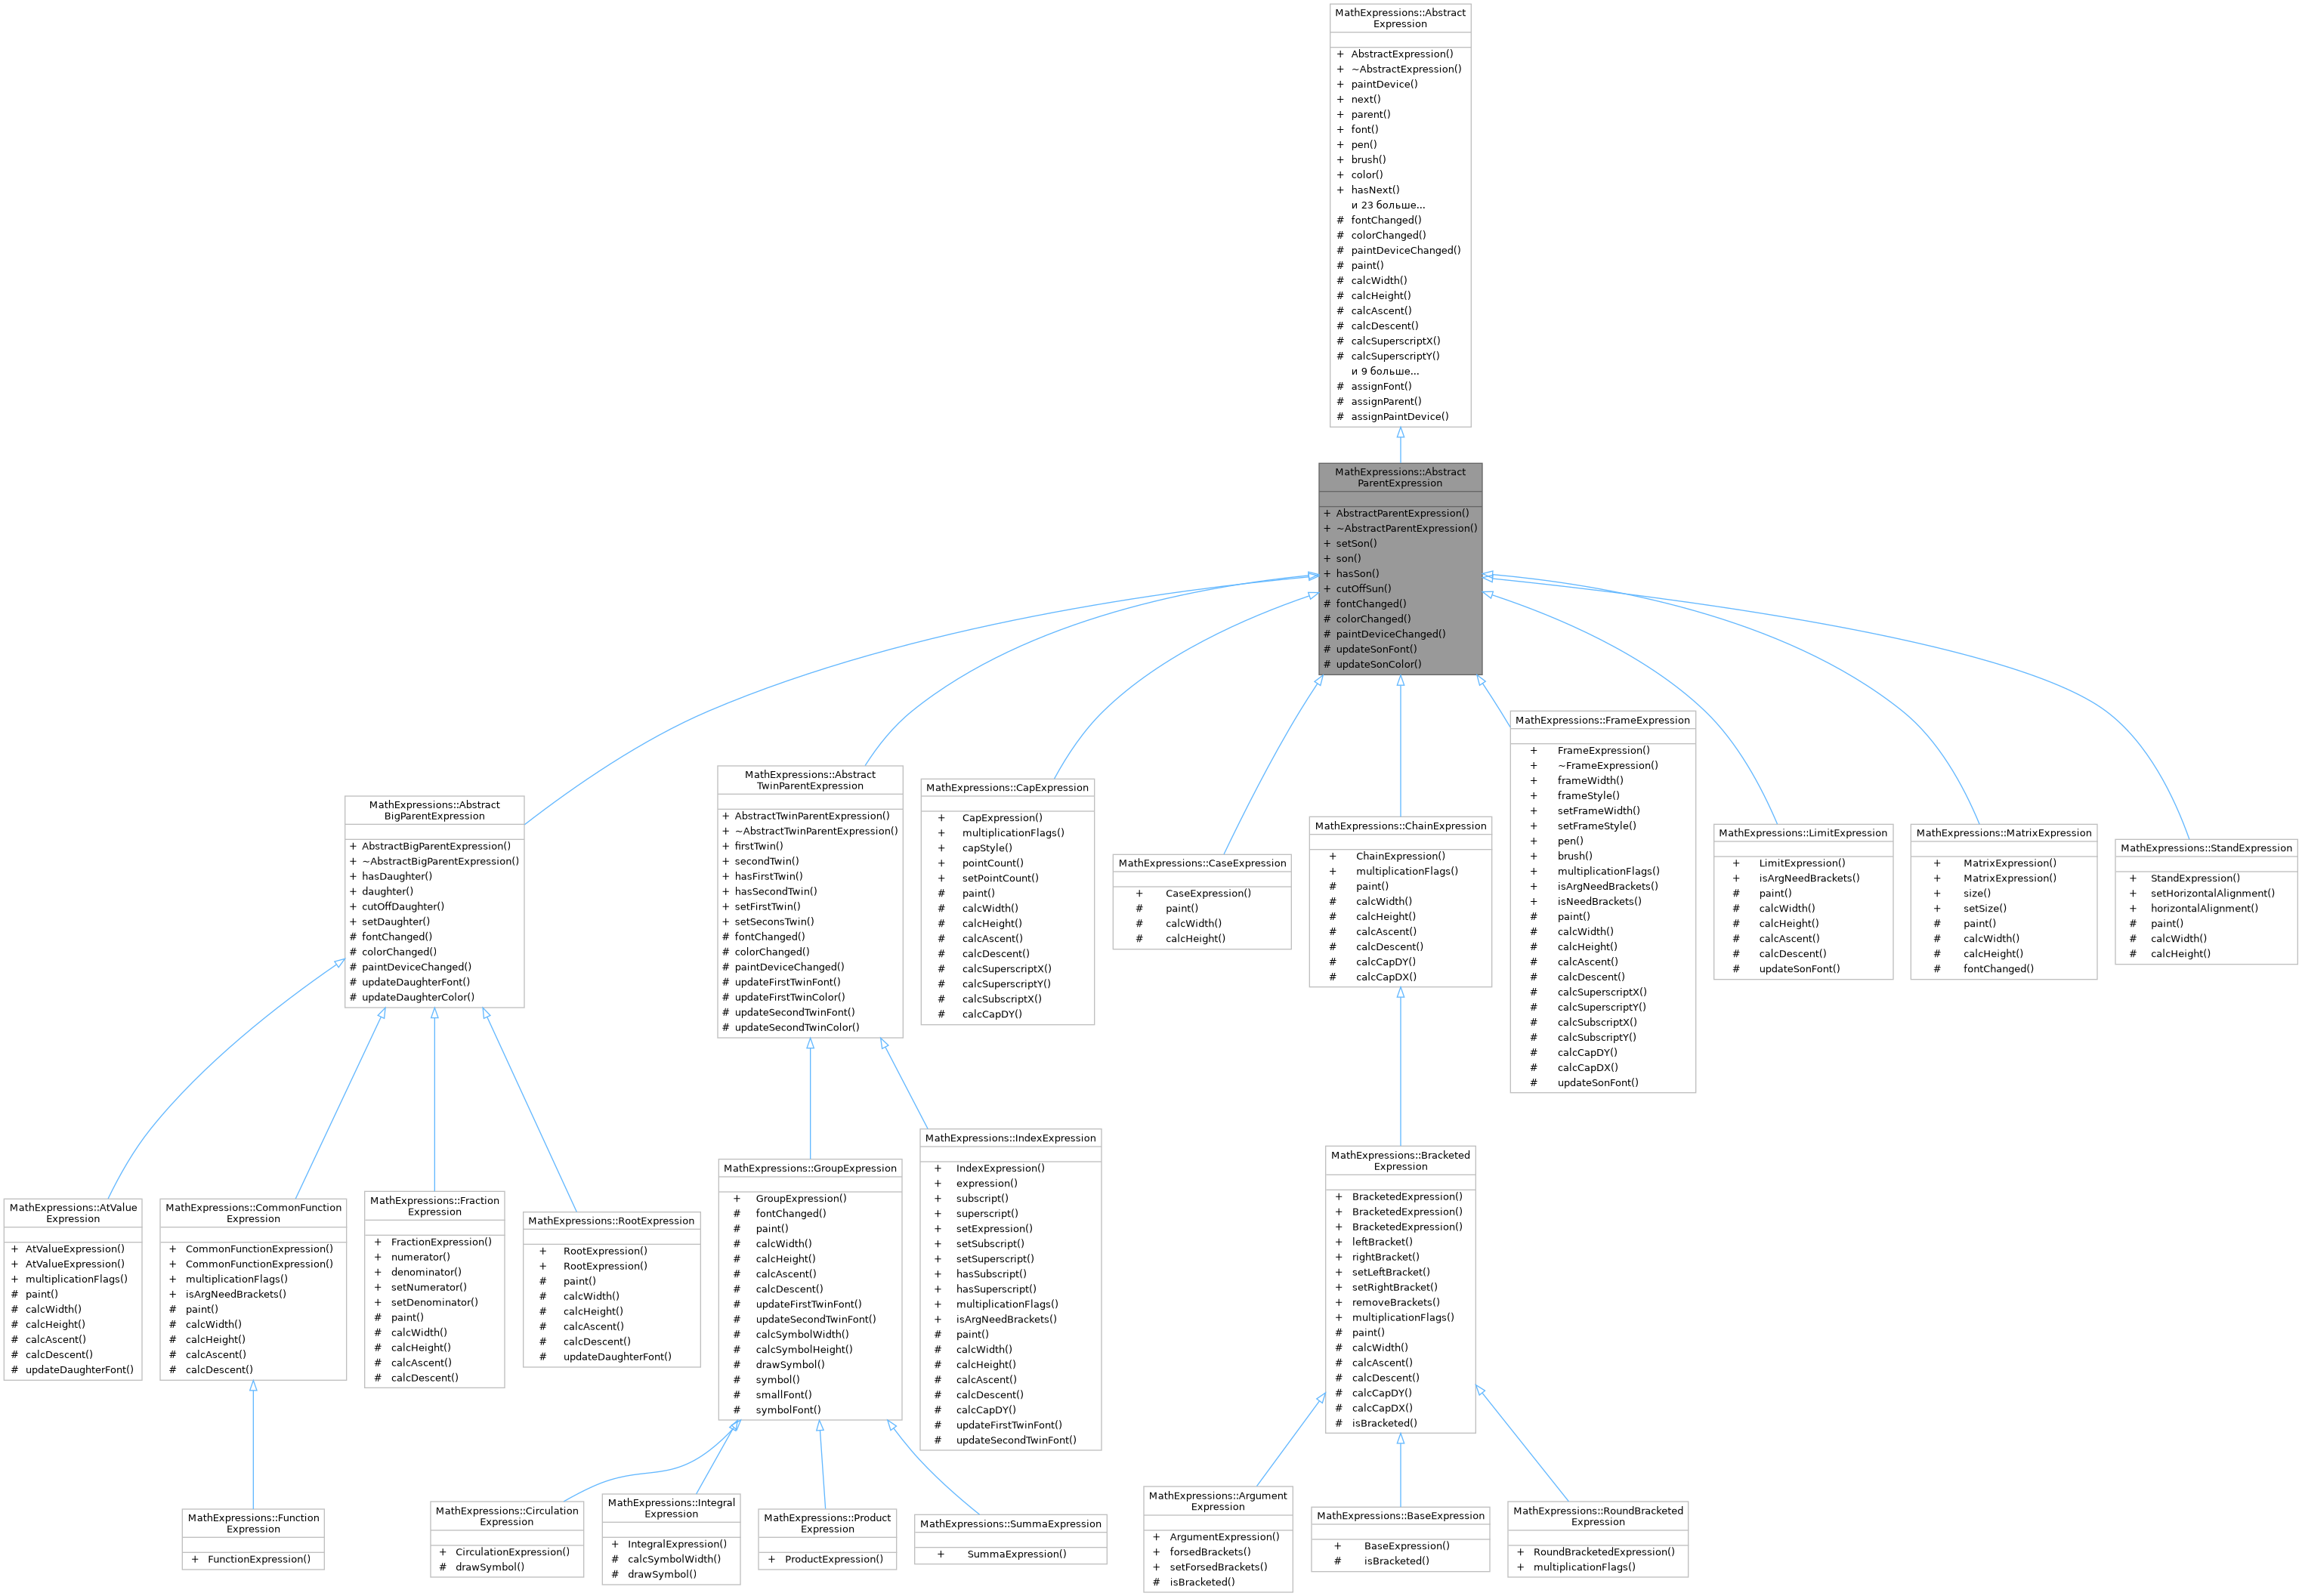 MathExpressions::Abstract
Expression
+ AbstractExpression()
+ ~AbstractExpression()
+ paintDevice()
+ next()
+ parent()
+ font()
+ pen()
+ brush()
+ color()
+ hasNext()
и 23 больше...
# fontChanged()
# colorChanged()
# paintDeviceChanged()
# paint()
# calcWidth()
# calcHeight()
# calcAscent()
# calcDescent()
# calcSuperscriptX()
# calcSuperscriptY()
и 9 больше...
# assignFont()
# assignParent()
# assignPaintDevice()
MathExpressions::Abstract
ParentExpression
+ AbstractParentExpression()
+ ~AbstractParentExpression()
+ setSon()
+ son()
+ hasSon()
+ cutOffSun()
# fontChanged()
# colorChanged()
# paintDeviceChanged()
# updateSonFont()
# updateSonColor()
MathExpressions::Abstract
BigParentExpression
+ AbstractBigParentExpression()
+ ~AbstractBigParentExpression()
+ hasDaughter()
+ daughter()
+ cutOffDaughter()
+ setDaughter()
# fontChanged()
# colorChanged()
# paintDeviceChanged()
# updateDaughterFont()
# updateDaughterColor()
MathExpressions::Abstract
TwinParentExpression
+ AbstractTwinParentExpression()
+ ~AbstractTwinParentExpression()
+ firstTwin()
+ secondTwin()
+ hasFirstTwin()
+ hasSecondTwin()
+ setFirstTwin()
+ setSeconsTwin()
# fontChanged()
# colorChanged()
# paintDeviceChanged()
# updateFirstTwinFont()
# updateFirstTwinColor()
# updateSecondTwinFont()
# updateSecondTwinColor()
MathExpressions::CapExpression
+ CapExpression()
+ multiplicationFlags()
+ capStyle()
+ pointCount()
+ setPointCount()
# paint()
# calcWidth()
# calcHeight()
# calcAscent()
# calcDescent()
# calcSuperscriptX()
# calcSuperscriptY()
# calcSubscriptX()
# calcCapDY()
MathExpressions::CaseExpression
+ CaseExpression()
# paint()
# calcWidth()
# calcHeight()
MathExpressions::ChainExpression
+ ChainExpression()
+ multiplicationFlags()
# paint()
# calcWidth()
# calcHeight()
# calcAscent()
# calcDescent()
# calcCapDY()
# calcCapDX()
MathExpressions::FrameExpression
+ FrameExpression()
+ ~FrameExpression()
+ frameWidth()
+ frameStyle()
+ setFrameWidth()
+ setFrameStyle()
+ pen()
+ brush()
+ multiplicationFlags()
+ isArgNeedBrackets()
+ isNeedBrackets()
# paint()
# calcWidth()
# calcHeight()
# calcAscent()
# calcDescent()
# calcSuperscriptX()
# calcSuperscriptY()
# calcSubscriptX()
# calcSubscriptY()
# calcCapDY()
# calcCapDX()
# updateSonFont()
MathExpressions::LimitExpression
+ LimitExpression()
+ isArgNeedBrackets()
# paint()
# calcWidth()
# calcHeight()
# calcAscent()
# calcDescent()
# updateSonFont()
MathExpressions::MatrixExpression
+ MatrixExpression()
+ MatrixExpression()
+ size()
+ setSize()
# paint()
# calcWidth()
# calcHeight()
# fontChanged()
MathExpressions::StandExpression
+ StandExpression()
+ setHorizontalAlignment()
+ horizontalAlignment()
# paint()
# calcWidth()
# calcHeight()
MathExpressions::AtValue
Expression
+ AtValueExpression()
+ AtValueExpression()
+ multiplicationFlags()
# paint()
# calcWidth()
# calcHeight()
# calcAscent()
# calcDescent()
# updateDaughterFont()
MathExpressions::CommonFunction
Expression
+ CommonFunctionExpression()
+ CommonFunctionExpression()
+ multiplicationFlags()
+ isArgNeedBrackets()
# paint()
# calcWidth()
# calcHeight()
# calcAscent()
# calcDescent()
MathExpressions::Fraction
Expression
+ FractionExpression()
+ numerator()
+ denominator()
+ setNumerator()
+ setDenominator()
# paint()
# calcWidth()
# calcHeight()
# calcAscent()
# calcDescent()
MathExpressions::RootExpression
+ RootExpression()
+ RootExpression()
# paint()
# calcWidth()
# calcHeight()
# calcAscent()
# calcDescent()
# updateDaughterFont()
MathExpressions::GroupExpression
+ GroupExpression()
# fontChanged()
# paint()
# calcWidth()
# calcHeight()
# calcAscent()
# calcDescent()
# updateFirstTwinFont()
# updateSecondTwinFont()
# calcSymbolWidth()
# calcSymbolHeight()
# drawSymbol()
# symbol()
# smallFont()
# symbolFont()
MathExpressions::IndexExpression
+ IndexExpression()
+ expression()
+ subscript()
+ superscript()
+ setExpression()
+ setSubscript()
+ setSuperscript()
+ hasSubscript()
+ hasSuperscript()
+ multiplicationFlags()
+ isArgNeedBrackets()
# paint()
# calcWidth()
# calcHeight()
# calcAscent()
# calcDescent()
# calcCapDY()
# updateFirstTwinFont()
# updateSecondTwinFont()
MathExpressions::Bracketed
Expression
+ BracketedExpression()
+ BracketedExpression()
+ BracketedExpression()
+ leftBracket()
+ rightBracket()
+ setLeftBracket()
+ setRightBracket()
+ removeBrackets()
+ multiplicationFlags()
# paint()
# calcWidth()
# calcAscent()
# calcDescent()
# calcCapDY()
# calcCapDX()
# isBracketed()
MathExpressions::Function
Expression
+ FunctionExpression()
MathExpressions::Circulation
Expression
+ CirculationExpression()
# drawSymbol()
MathExpressions::Integral
Expression
+ IntegralExpression()
# calcSymbolWidth()
# drawSymbol()
MathExpressions::Product
Expression
+ ProductExpression()
MathExpressions::SummaExpression
+ SummaExpression()
MathExpressions::Argument
Expression
+ ArgumentExpression()
+ forsedBrackets()
+ setForsedBrackets()
# isBracketed()
MathExpressions::BaseExpression
+ BaseExpression()
# isBracketed()
MathExpressions::RoundBracketed
Expression
+ RoundBracketedExpression()
+ multiplicationFlags()